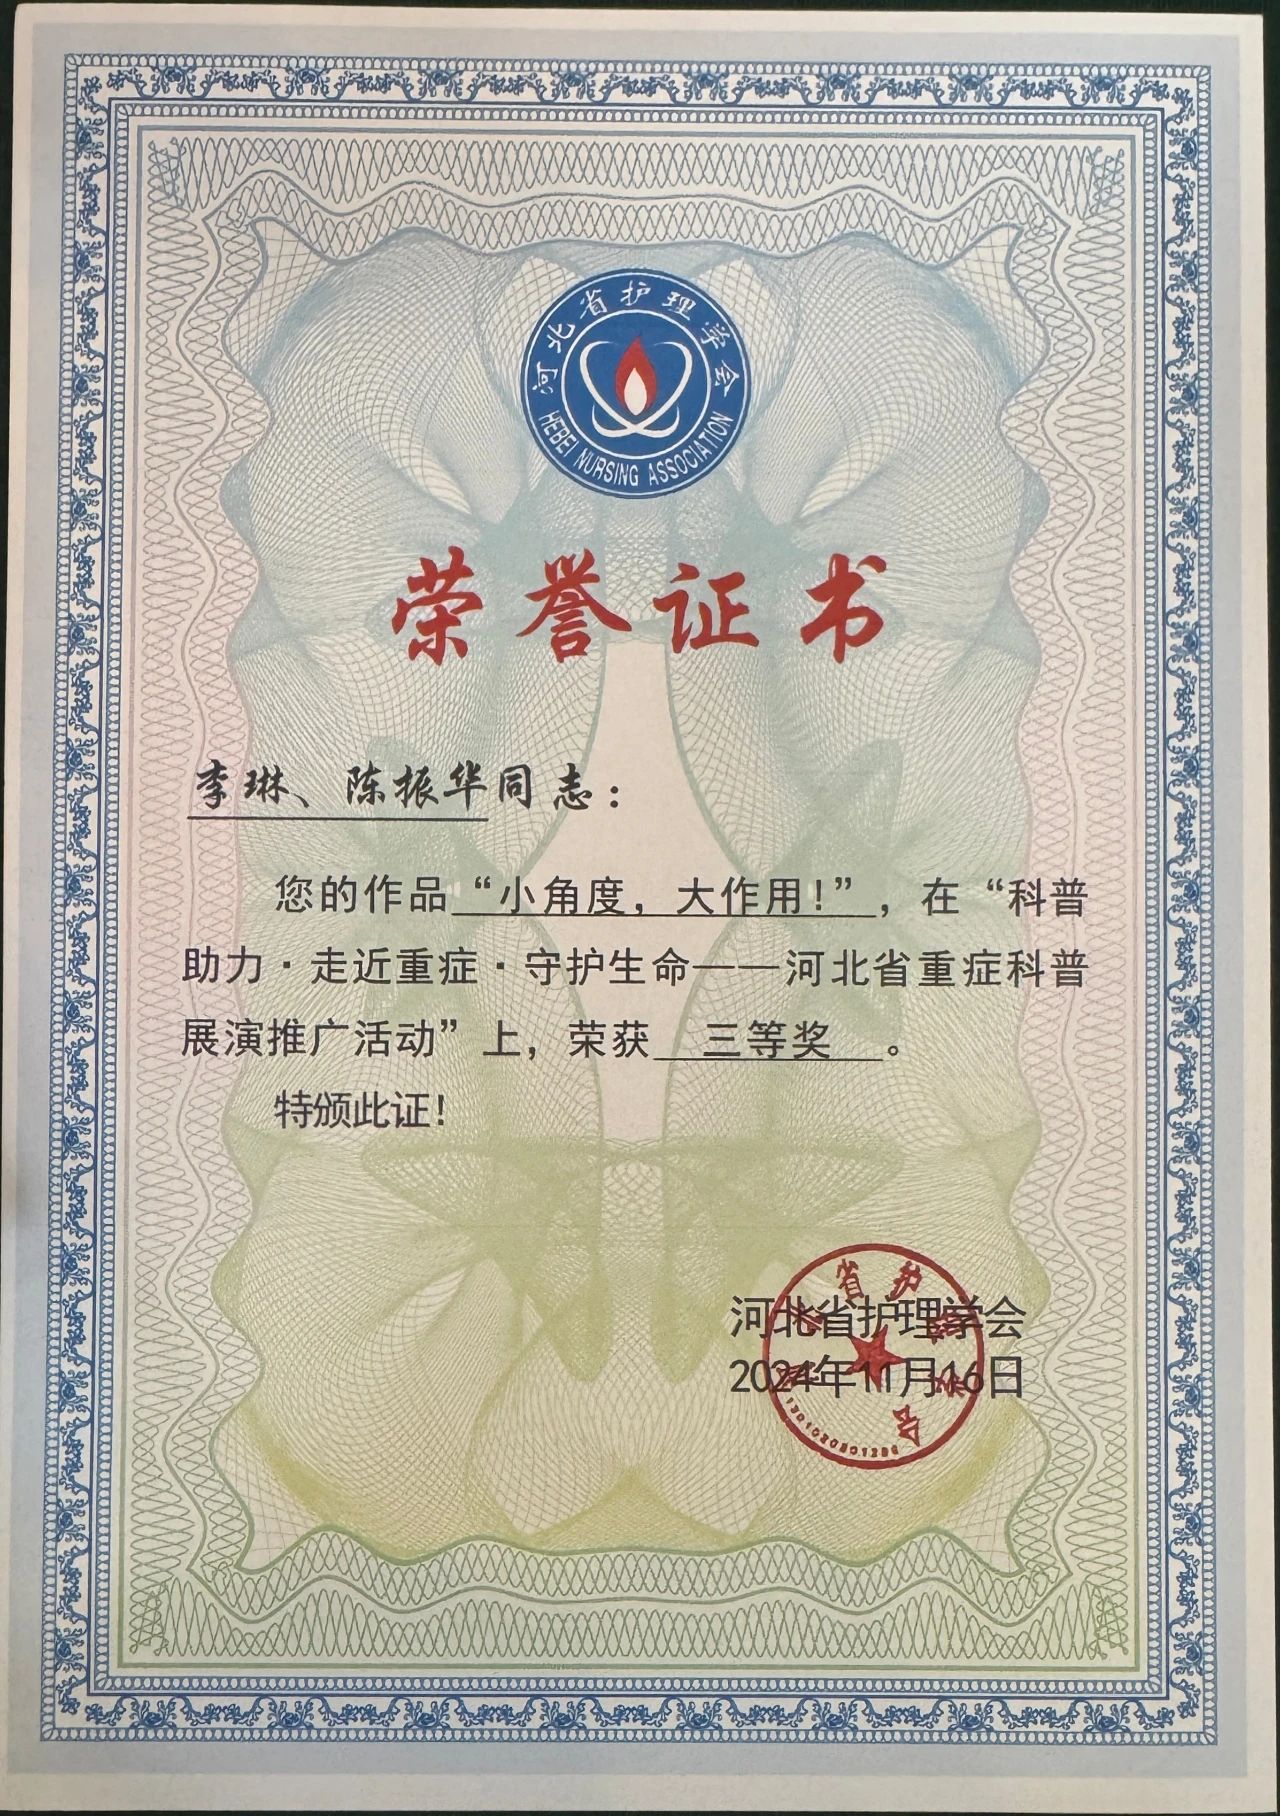 河北省护理学会
HEBEI NURSING ASSOCIATION
荣誉证书
李琳、陈振华同志：
您的作品“小角度，大作用！”，在“科普
助力·走近重症·守护生命——河北省重症科普
展演推广活动”上，荣获 三等奖 。
特颁此证！
河北省护理学会
2024年11月16日